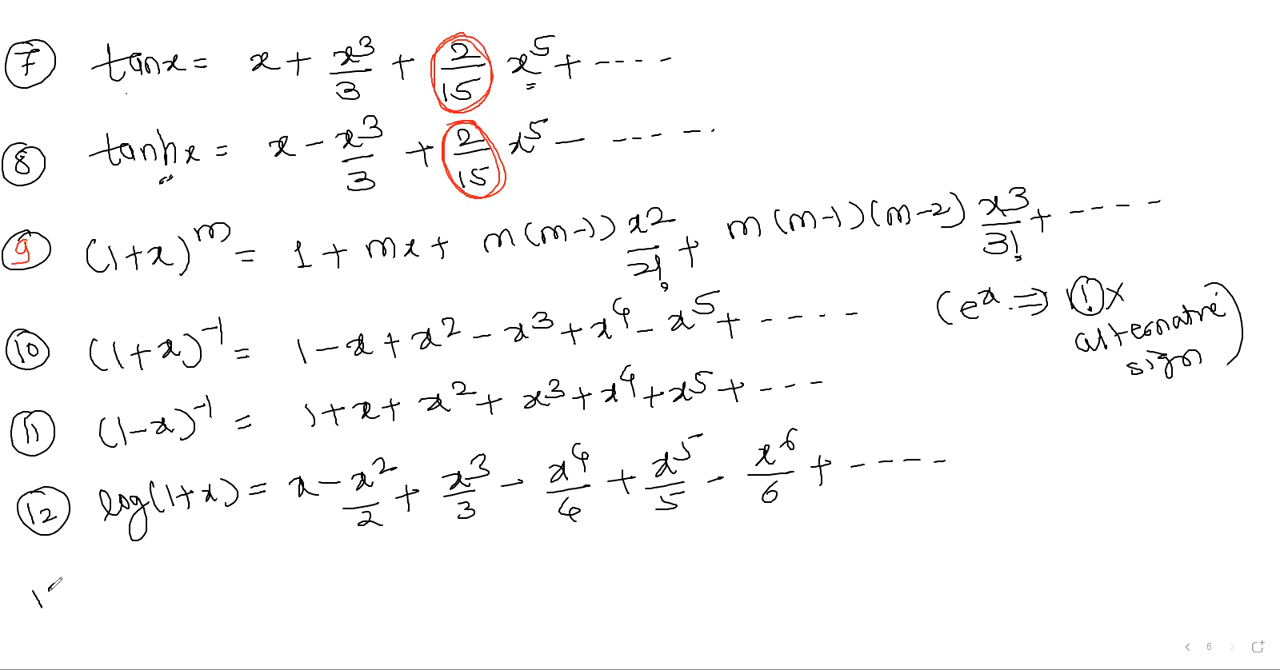 ⑦ tanx = x + x³/3 + 2/15 x⁵ + ----
⑧ tanhx = x - x³/3 + 2/15 x⁵ - -----
⑨ (1+x)ᵐ = 1 + mx + m(m-1) x²/2! + m(m-1)(m-2) x³/3! + ----
⑩ (1+x)⁻¹ = 1-x+x²-x³+x⁴-x⁵+ ----
(eˣ ⇒ ①x
alternative
sign)
⑪ (1-x)⁻¹ = 1+x+x²+x³+x⁴+x⁵+ ---
⑫ log(1+x) = x - x²/2 + x³/3 - x⁴/4 + x⁵/5 - x⁶/6 + ----
6